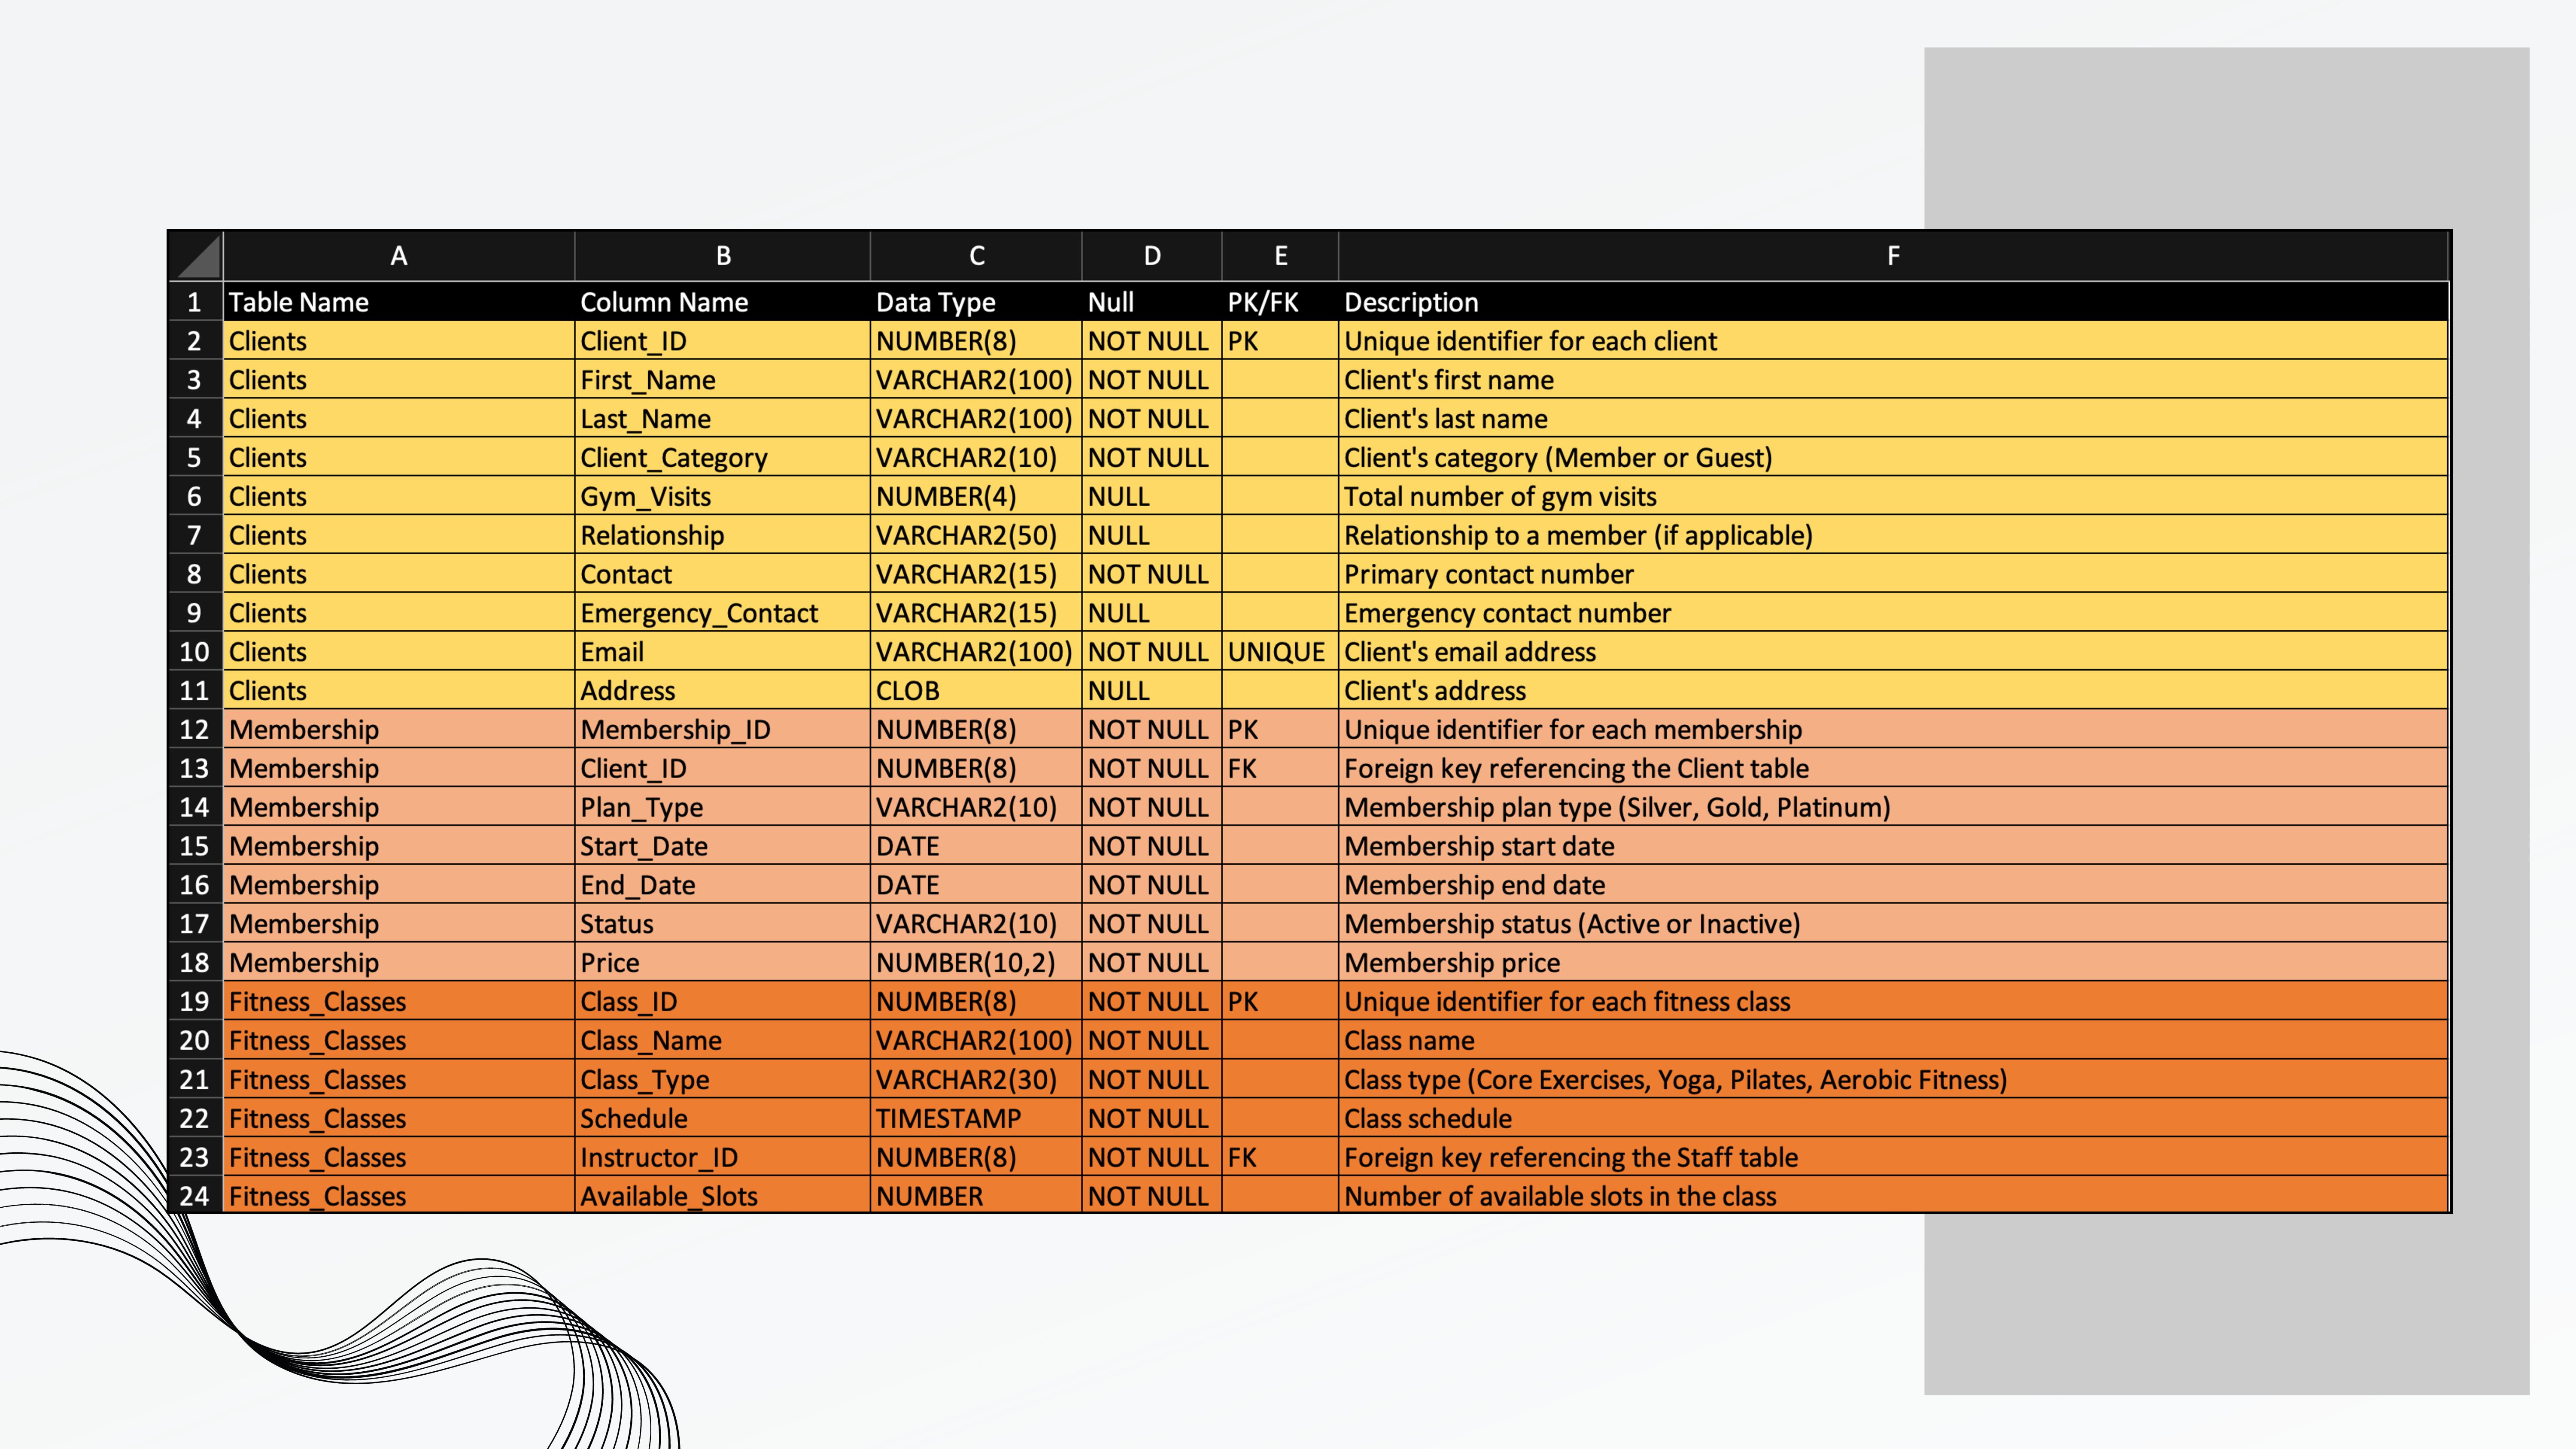 A B C D E F
1 Table Name Column Name Data Type Null PK/FK Description
2 Clients Client_ID NUMBER(8) NOT NULL PK Unique identifier for each client
3 Clients First_Name VARCHAR2(100) NOT NULL Client's first name
4 Clients Last_Name VARCHAR2(100) NOT NULL Client's last name
5 Clients Client_Category VARCHAR2(10) NOT NULL Client's category (Member or Guest)
6 Clients Gym_Visits NUMBER(4) NULL Total number of gym visits
7 Clients Relationship VARCHAR2(50) NULL Relationship to a member (if applicable)
8 Clients Contact VARCHAR2(15) NOT NULL Primary contact number
9 Clients Emergency_Contact VARCHAR2(15) NULL Emergency contact number
10 Clients Email VARCHAR2(100) NOT NULL UNIQUE Client's email address
11 Clients Address CLOB NULL Client's address
12 Membership Membership_ID NUMBER(8) NOT NULL PK Unique identifier for each membership
13 Membership Client_ID NUMBER(8) NOT NULL FK Foreign key referencing the Client table
14 Membership Plan_Type VARCHAR2(10) NOT NULL Membership plan type (Silver, Gold, Platinum)
15 Membership Start_Date DATE NOT NULL Membership start date
16 Membership End_Date DATE NOT NULL Membership end date
17 Membership Status VARCHAR2(10) NOT NULL Membership status (Active or Inactive)
18 Membership Price NUMBER(10,2) NOT NULL Membership price
19 Fitness_Classes Class_ID NUMBER(8) NOT NULL PK Unique identifier for each fitness class
20 Fitness_Classes Class_Name VARCHAR2(100) NOT NULL Class name
21 Fitness_Classes Class_Type VARCHAR2(30) NOT NULL Class type (Core Exercises, Yoga, Pilates, Aerobic Fitness)
22 Fitness_Classes Schedule TIMESTAMP NOT NULL Class schedule
23 Fitness_Classes Instructor_ID NUMBER(8) NOT NULL FK Foreign key referencing the Staff table
24 Fitness_Classes Available_Slots NUMBER NOT NULL Number of available slots in the class